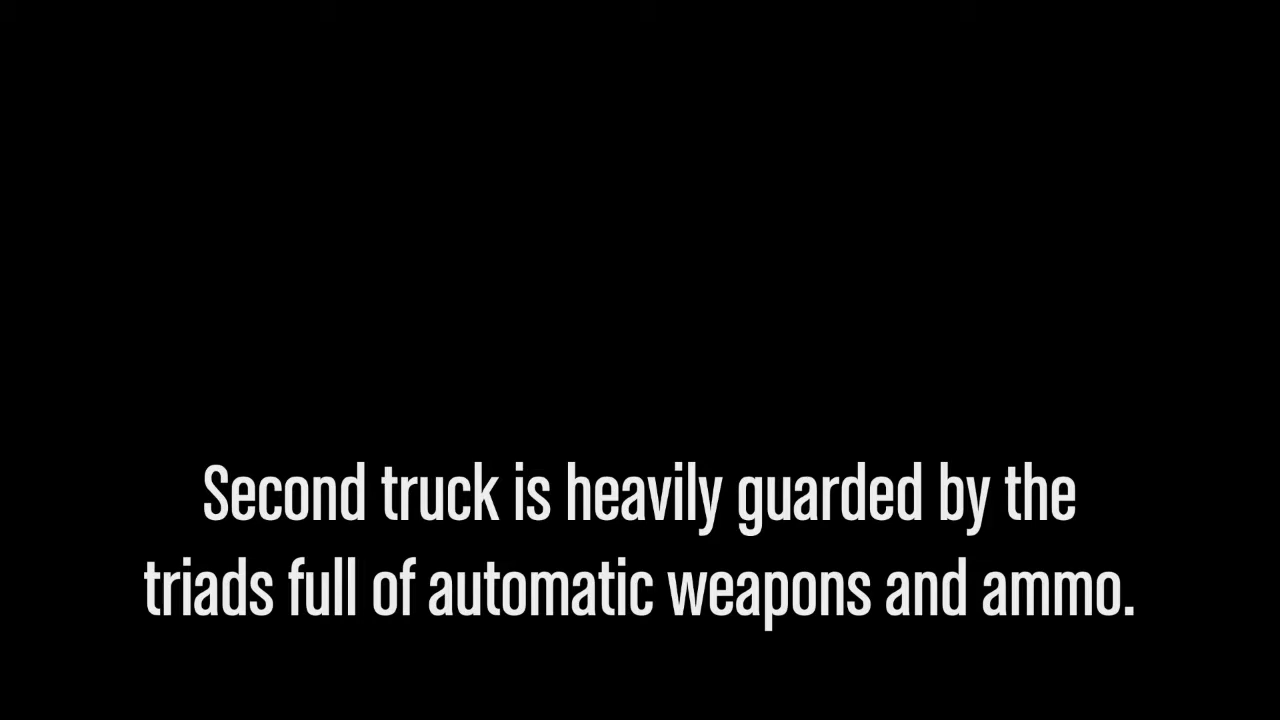 Second truck is heavily guarded by the
triads full of automatic weapons and ammo.